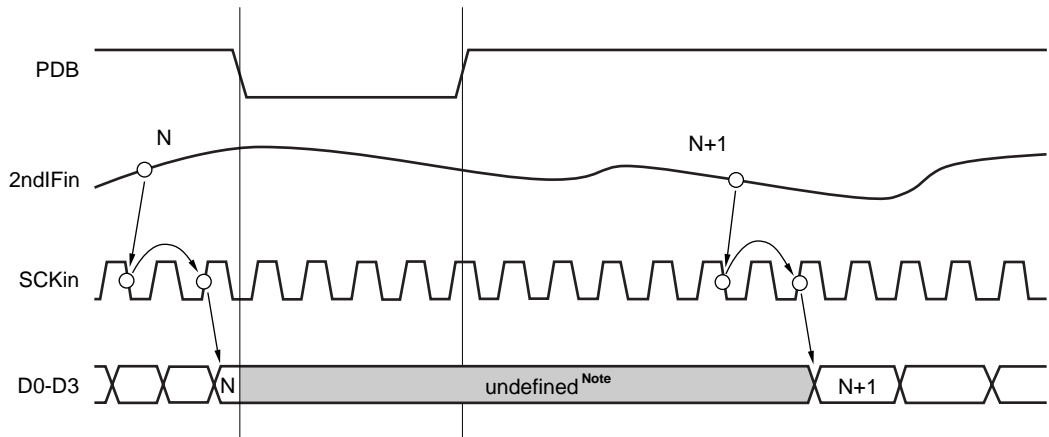 PDB
N
N+1
2ndIFin
SCKin
D0-D3
N
undefined Note
N+1